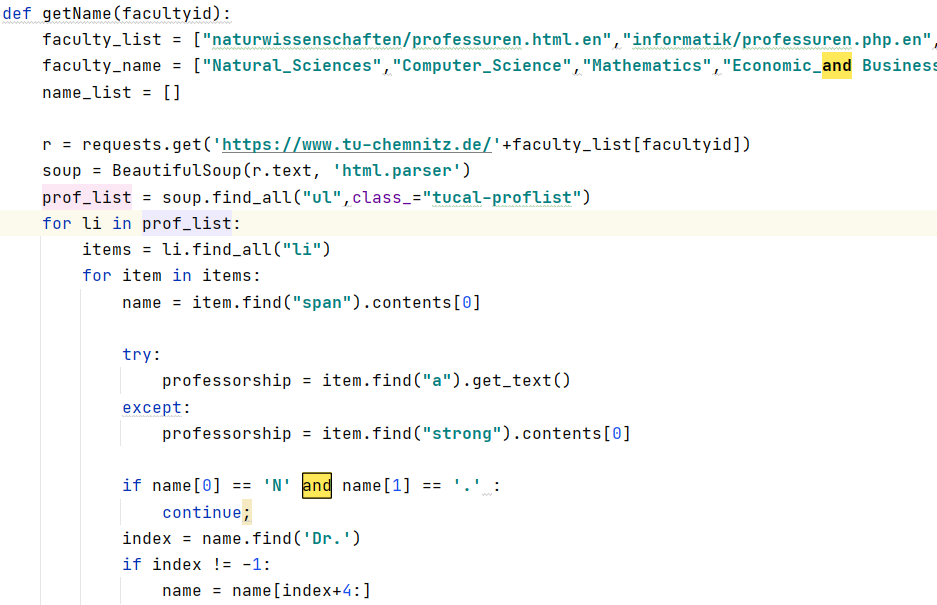 def getName(facultyid):
    faculty_list = ["naturwissenschaften/professuren.html.en","informatik/professuren.php.en",
    faculty_name = ["Natural_Sciences","Computer_Science","Mathematics","Economic_and Business
    name_list = []

    r = requests.get('https://www.tu-chemnitz.de/'+faculty_list[facultyid])
    soup = BeautifulSoup(r.text, 'html.parser')
    prof_list = soup.find_all("ul",class_="tucal-proflist")
    for li in prof_list:
        items = li.find_all("li")
        for item in items:
            name = item.find("span").contents[0]

            try:
                professorship = item.find("a").get_text()
            except:
                professorship = item.find("strong").contents[0]

            if name[0] == 'N' and name[1] == '.' :
                continue;
            index = name.find('Dr.')
            if index != -1:
                name = name[index+4:]